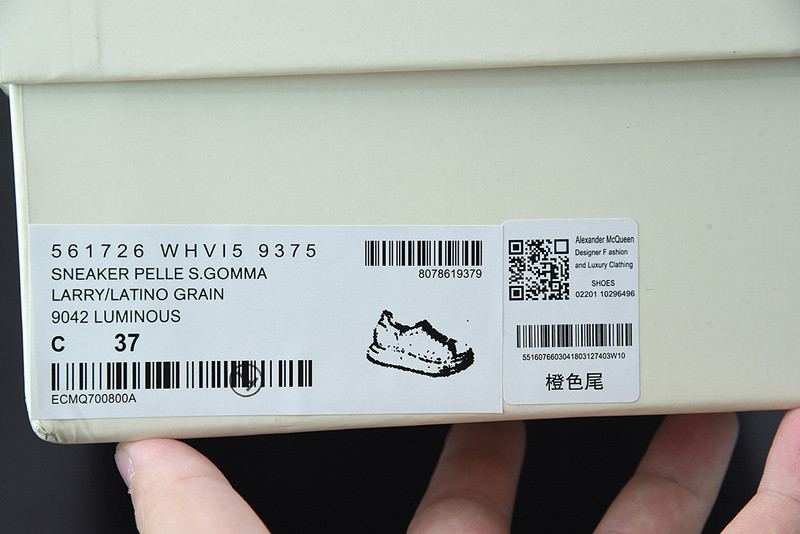 561726 WHVI5 9375
SNEAKER PELLE S.GOMMA
LARRY/LATINO GRAIN
9042 LUMINOUS
C 37
ECMQ700800A
8078619379
Alexander McQueen
Designer F ashion
and Luxury Clathing
SHOES
02201 10296496
5516076603041803127403W10
橙色尾